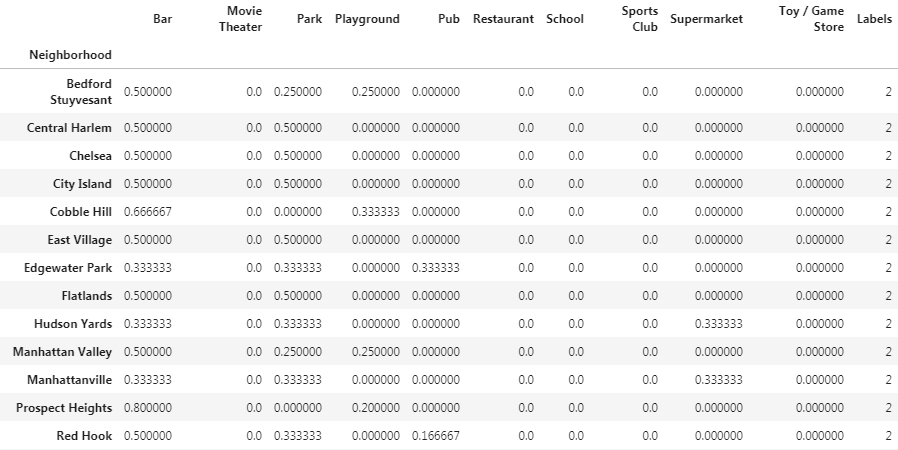 Bar Movie Theater Park Playground Pub Restaurant School Sports Club Supermarket Toy / Game Store Labels
Neighborhood
Bedford Stuyvesant 0.500000 0.0 0.250000 0.250000 0.000000 0.0 0.0 0.0 0.000000 0.000000 2
Central Harlem 0.500000 0.0 0.500000 0.000000 0.000000 0.0 0.0 0.0 0.000000 0.000000 2
Chelsea 0.500000 0.0 0.500000 0.000000 0.000000 0.0 0.0 0.0 0.000000 0.000000 2
City Island 0.500000 0.0 0.500000 0.000000 0.000000 0.0 0.0 0.0 0.000000 0.000000 2
Cobble Hill 0.666667 0.0 0.000000 0.333333 0.000000 0.0 0.0 0.0 0.000000 0.000000 2
East Village 0.500000 0.0 0.500000 0.000000 0.000000 0.0 0.0 0.0 0.000000 0.000000 2
Edgewater Park 0.333333 0.0 0.333333 0.000000 0.333333 0.0 0.0 0.0 0.000000 0.000000 2
Flatlands 0.500000 0.0 0.500000 0.000000 0.000000 0.0 0.0 0.0 0.000000 0.000000 2
Hudson Yards 0.333333 0.0 0.333333 0.000000 0.000000 0.0 0.0 0.0 0.333333 0.000000 2
Manhattan Valley 0.500000 0.0 0.250000 0.250000 0.000000 0.0 0.0 0.0 0.000000 0.000000 2
Manhattanville 0.333333 0.0 0.333333 0.000000 0.000000 0.0 0.0 0.0 0.333333 0.000000 2
Prospect Heights 0.800000 0.0 0.000000 0.200000 0.000000 0.0 0.0 0.0 0.000000 0.000000 2
Red Hook 0.500000 0.0 0.333333 0.000000 0.166667 0.0 0.0 0.0 0.000000 0.000000 2